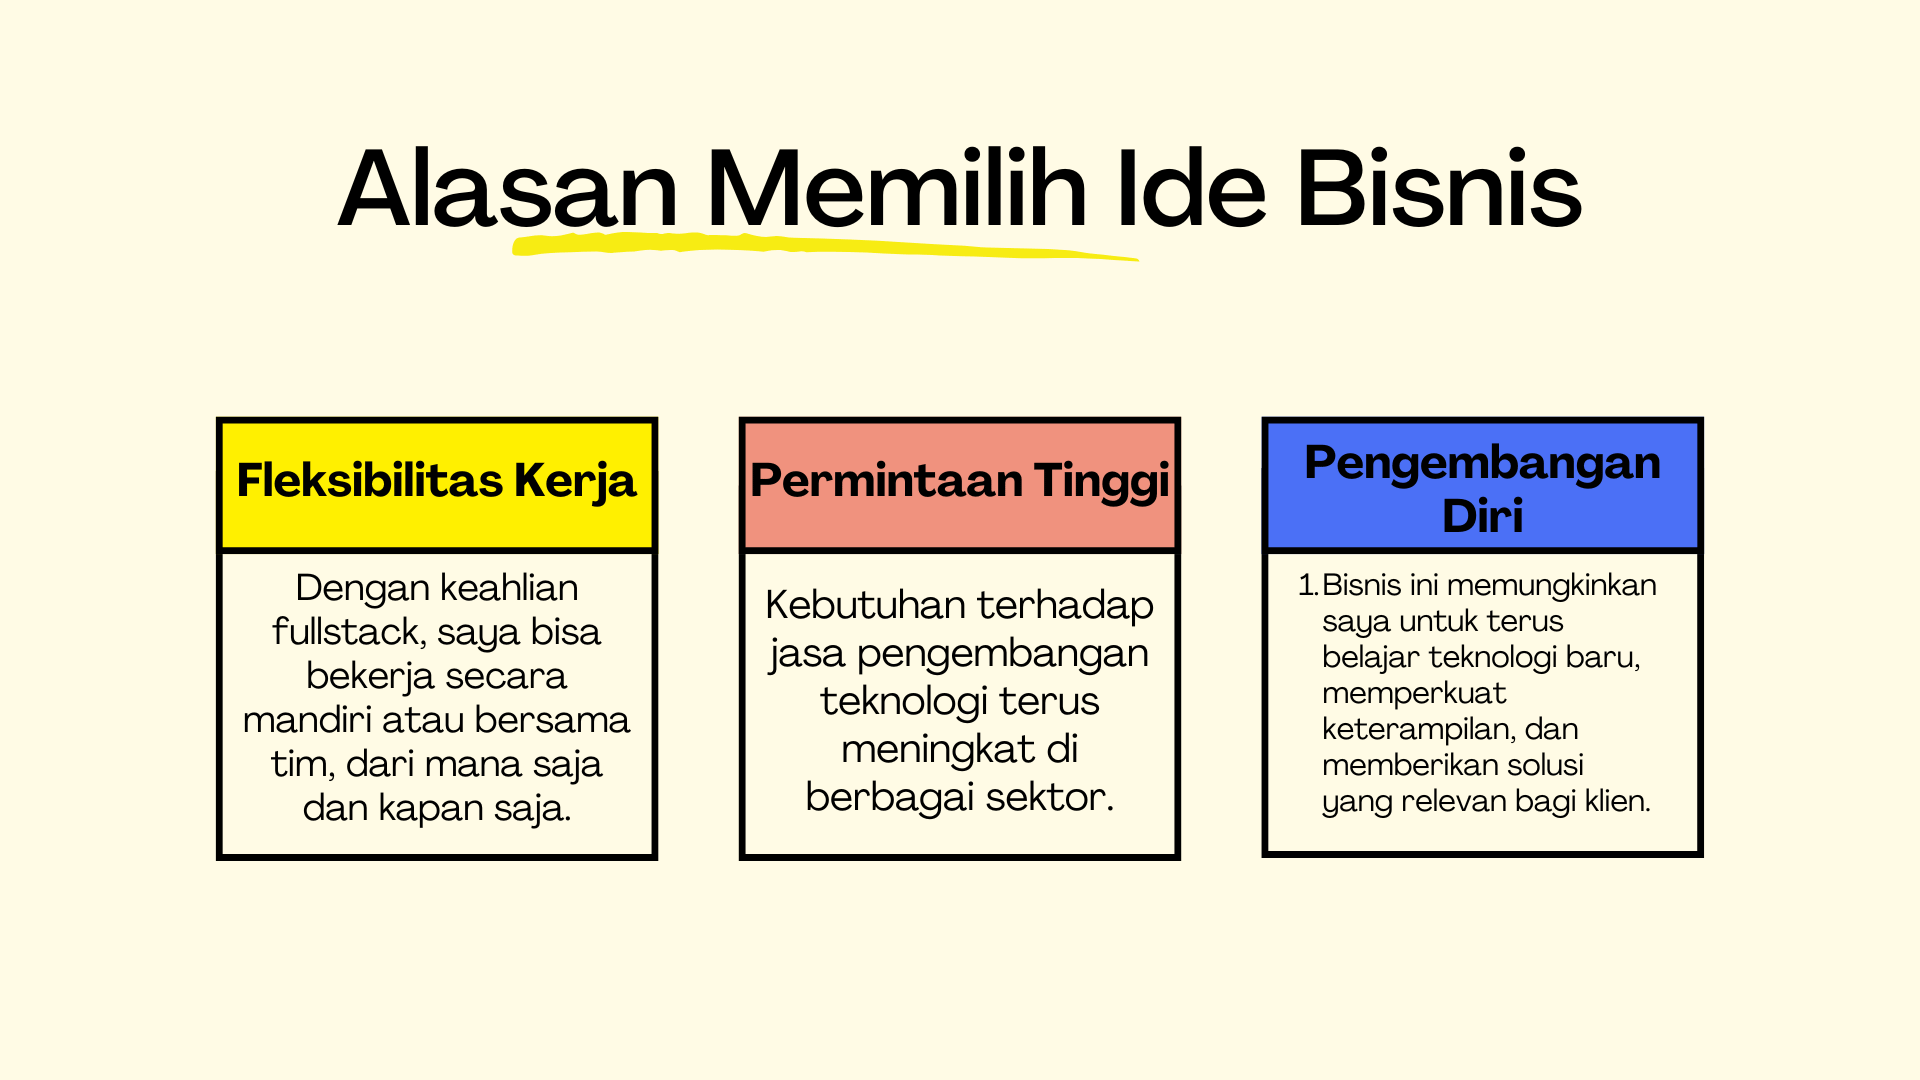 Alasan Memilih Ide Bisnis
Fleksibilitas Kerja
Dengan keahlian
fullstack, saya bisa
bekerja secara
mandiri atau bersama
tim, dari mana saja
dan kapan saja.
Permintaan Tinggi
Kebutuhan terhadap
jasa pengembangan
teknologi terus
meningkat di
berbagai sektor.
Pengembangan
Diri
1. Bisnis ini memungkinkan
saya untuk terus
belajar teknologi baru,
memperkuat
keterampilan, dan
memberikan solusi
yang relevan bagi klien.